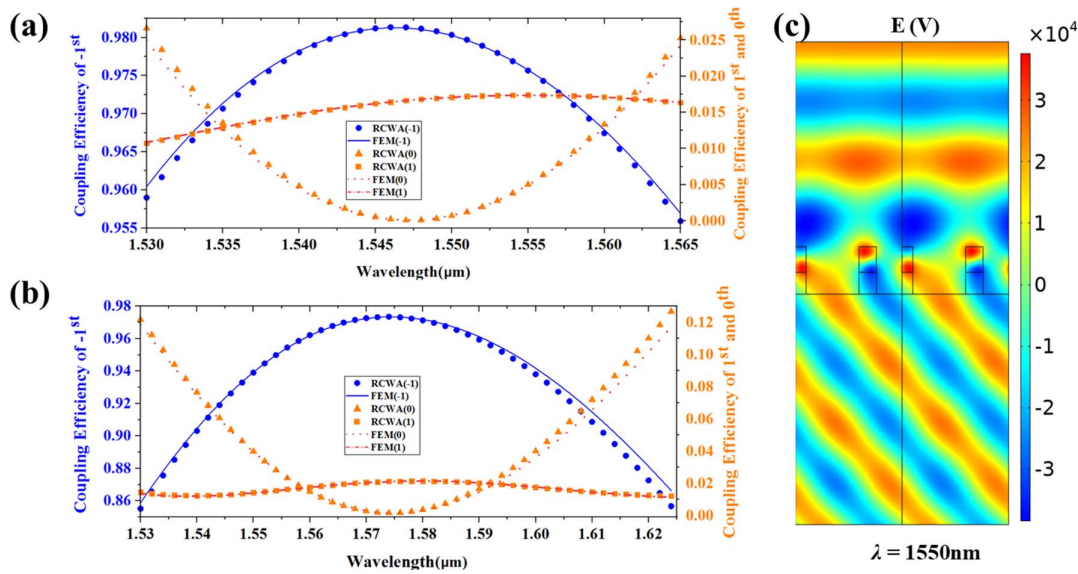 (a)
Coupling Efficiency of -1st
0.980
0.975
0.970
0.965
0.960
0.955
RCWA(-1)
FEM(-1)
RCWA(0)
RCWA(1)
FEM(0)
FEM(1)
0.025
0.020
0.015
0.010
0.005
0.000
Coupling Efficiency of 1st and 0th
1.530
1.535
1.540
1.545
1.550
1.555
1.560
1.565
Wavelength(μm)
(b)
Coupling Efficiency of -1st
0.98
0.96
0.94
0.92
0.90
0.88
0.86
RCWA(-1)
FEM(-1)
RCWA(0)
RCWA(1)
FEM(0)
FEM(1)
0.12
0.10
0.08
0.06
0.04
0.02
0.00
Coupling Efficiency of 1st and 0th
1.53
1.54
1.55
1.56
1.57
1.58
1.59
1.60
1.61
1.62
Wavelength(μm)
(c)
E (V)
×10⁴
3
2
1
0
-1
-2
-3
λ = 1550nm